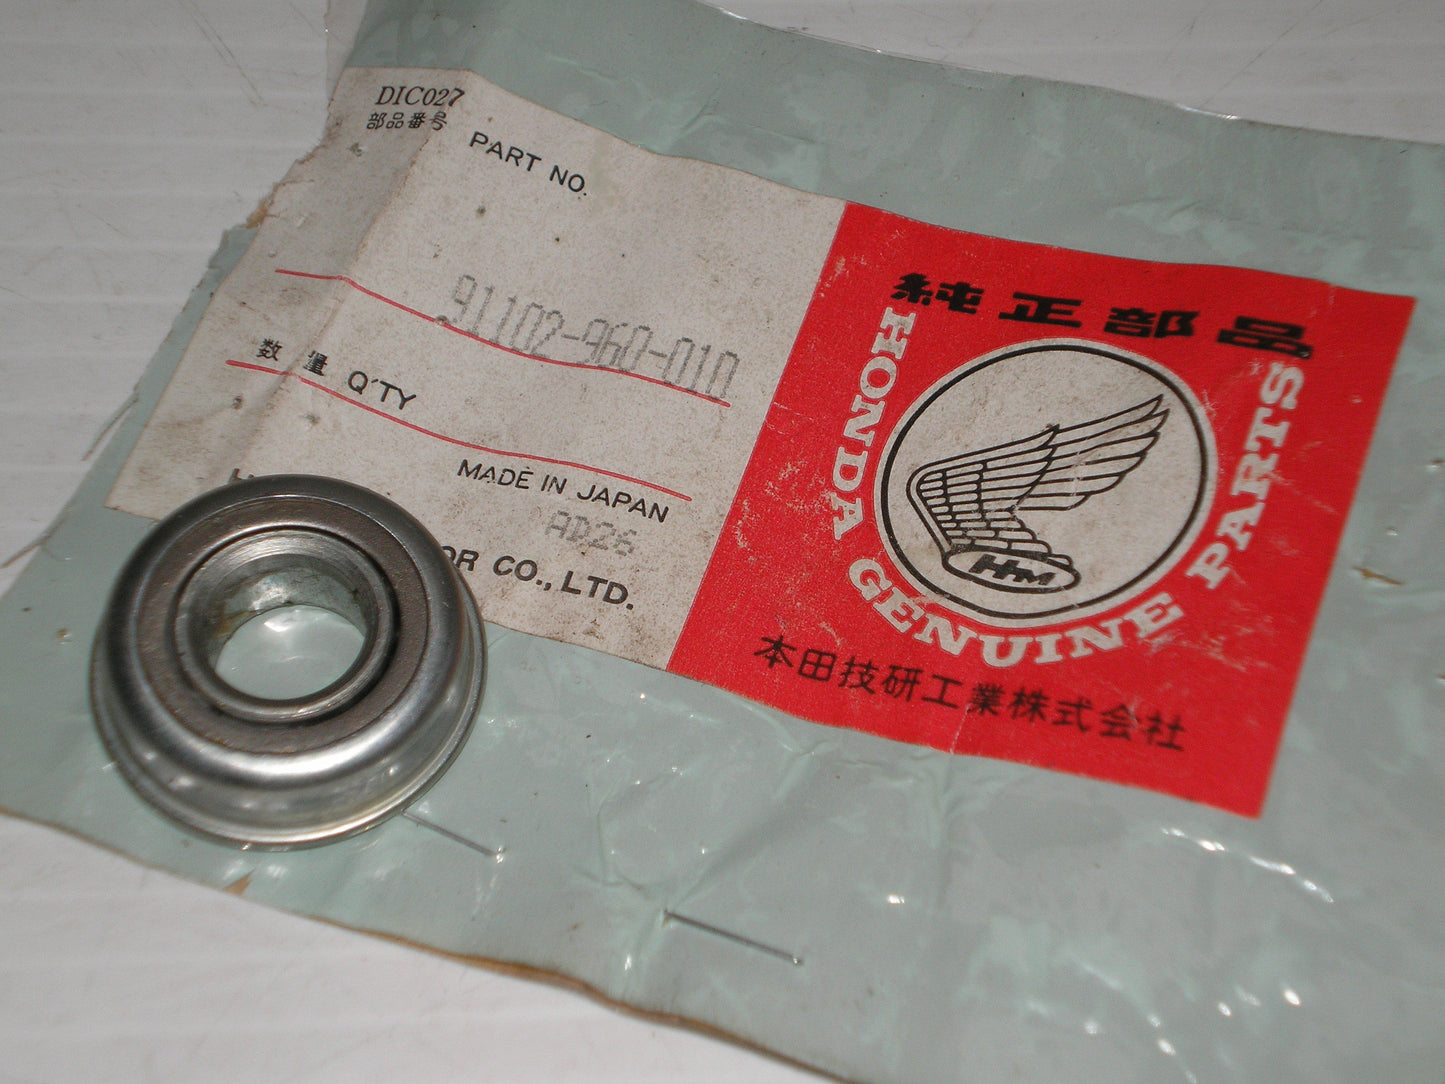 DIC027
部品番号
PART NO.
91102-960-010
数量 Q'TY
MADE IN JAPAN
AD26
OR CO., LTD.
純正部品
HONDA GENUINE PARTS
HM
本田技研工業株式会社